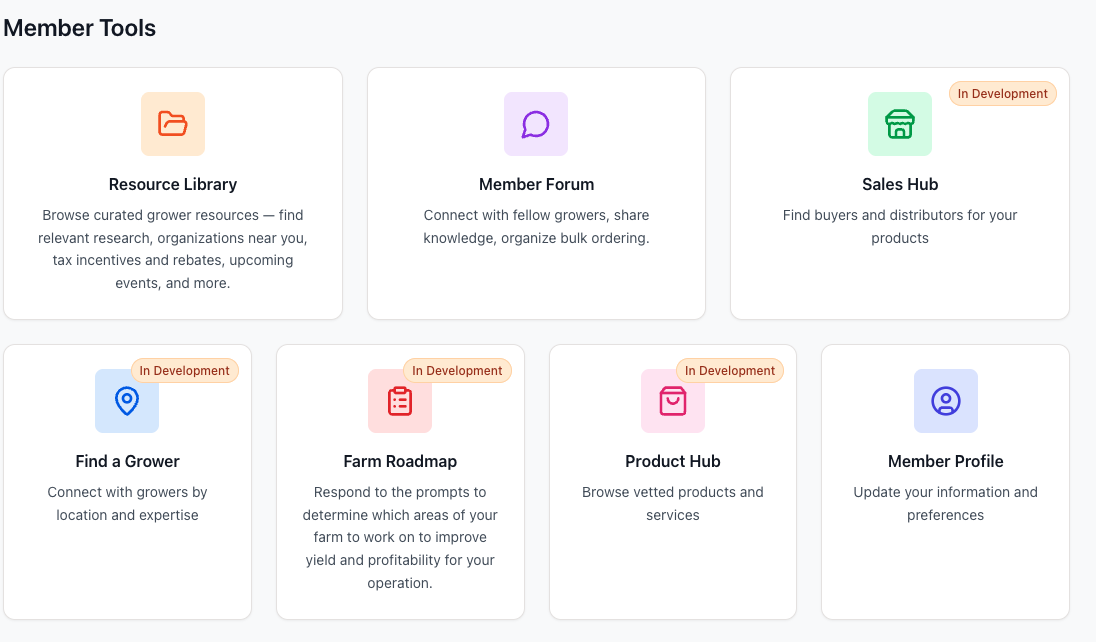 Member Tools
Resource Library
Browse curated grower resources — find
relevant research, organizations near you,
tax incentives and rebates, upcoming
events, and more.
Member Forum
Connect with fellow growers, share
knowledge, organize bulk ordering.
In Development
Sales Hub
Find buyers and distributors for your
products
In Development
Find a Grower
Connect with growers by
location and expertise
In Development
Farm Roadmap
Respond to the prompts to
determine which areas of your
farm to work on to improve
yield and profitability for your
operation.
In Development
Product Hub
Browse vetted products and
services
Member Profile
Update your information and
preferences